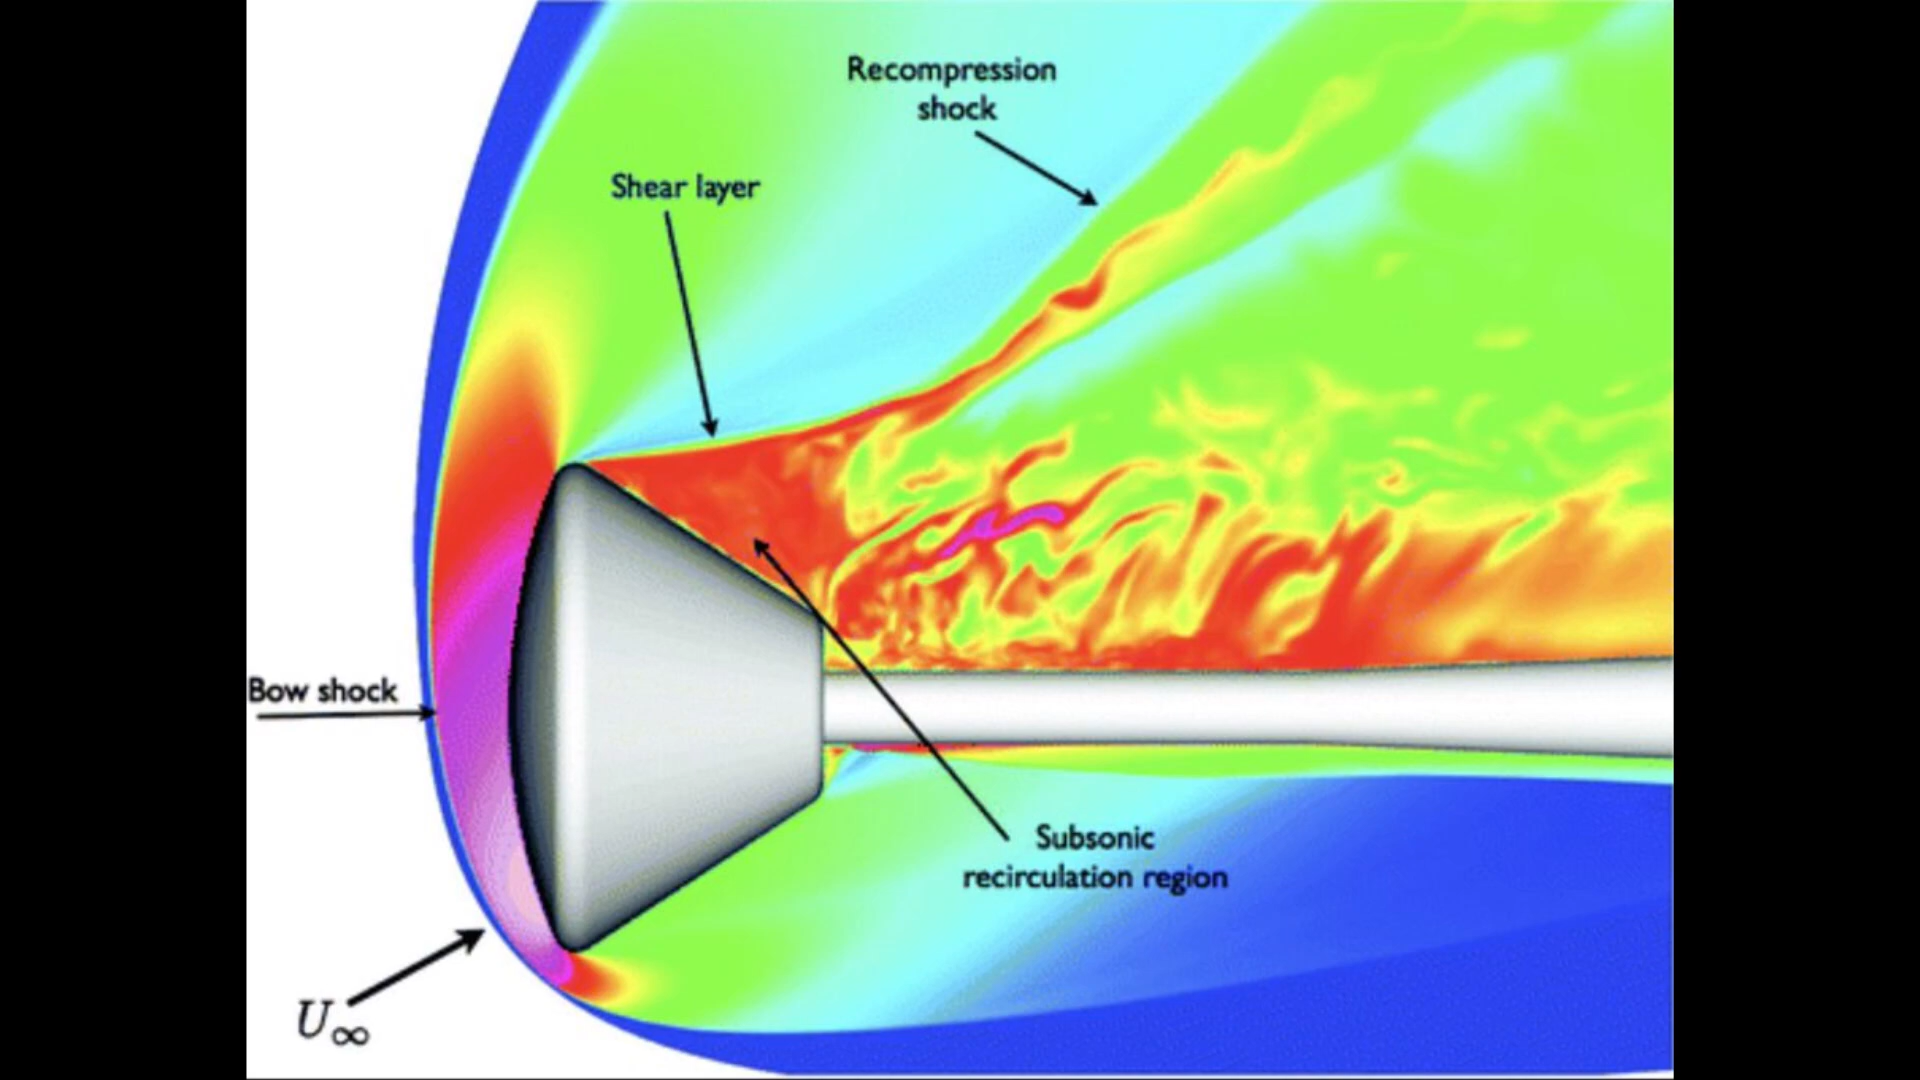 Recompression
shock
Shear layer
Bow shock
Subsonic
recirculation region
U∞